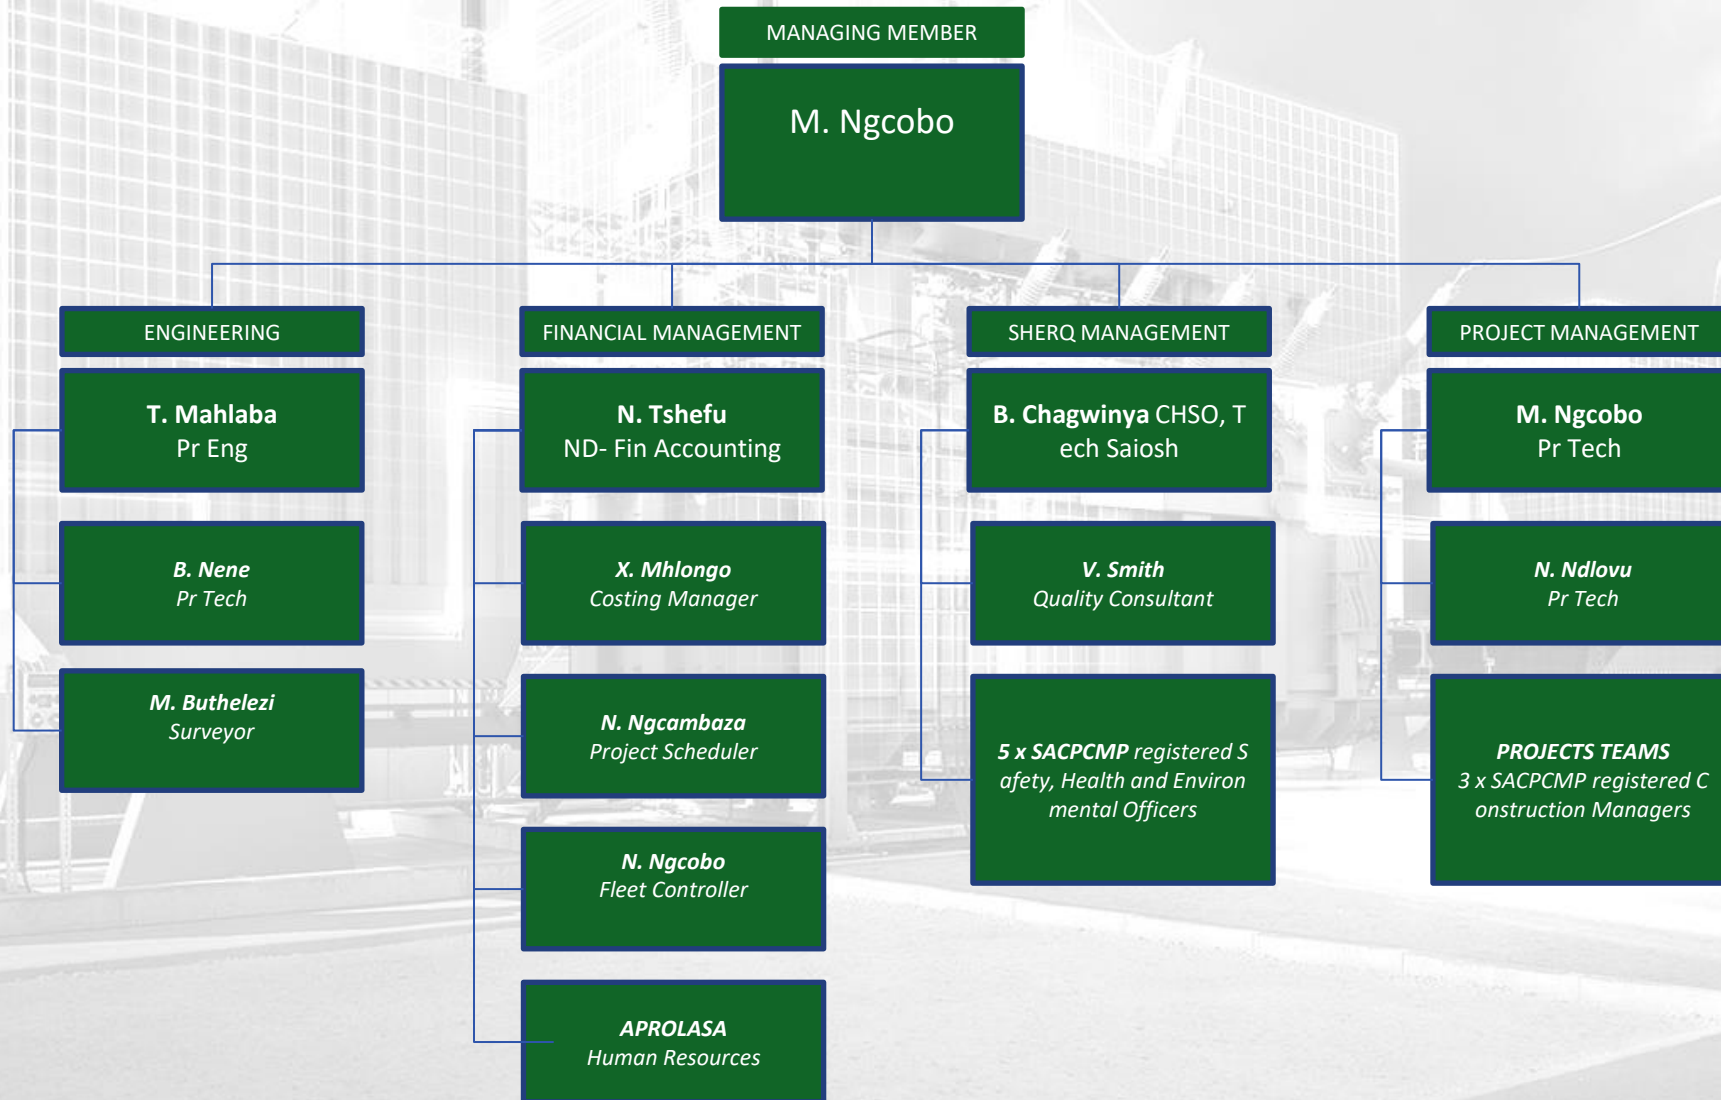 MANAGING MEMBER
M. Ngcobo
ENGINEERING
T. Mahlaba
Pr Eng
B. Nene
Pr Tech
M. Buthelezi
Surveyor
FINANCIAL MANAGEMENT
N. Tshefu
ND- Fin Accounting
X. Mhlongo
Costing Manager
N. Ngcambaza
Project Scheduler
N. Ngcobo
Fleet Controller
APROLASA
Human Resources
SHERQ MANAGEMENT
B. Chagwinya CHSO, T
ech Saiosh
V. Smith
Quality Consultant
5 x SACPCMP registered S
afety, Health and Environ
mental Officers
PROJECT MANAGEMENT
M. Ngcobo
Pr Tech
N. Ndlovu
Pr Tech
PROJECTS TEAMS
3 x SACPCMP registered C
onstruction Managers